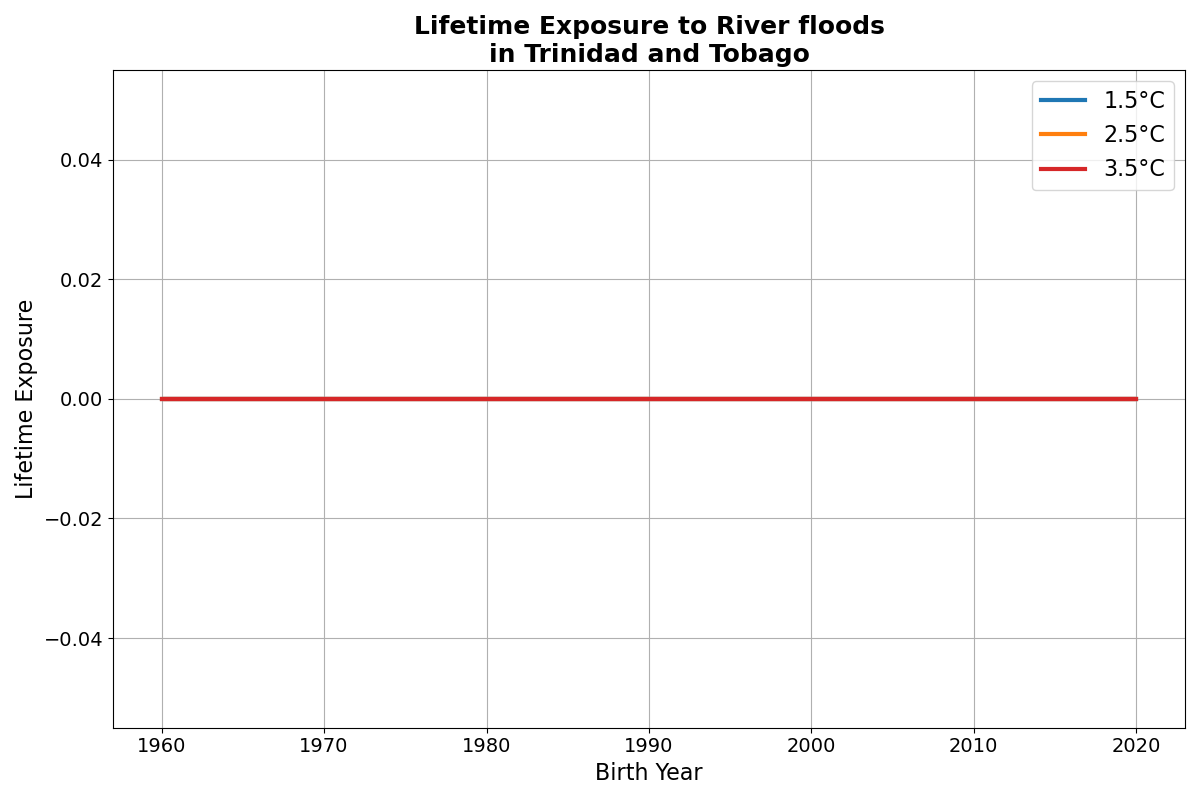 Lifetime Exposure to River floods
in Trinidad and Tobago
1.5°C
2.5°C
3.5°C
Lifetime Exposure
0.04
0.02
0.00
−0.02
−0.04
1960 1970 1980 1990 2000 2010 2020
Birth Year